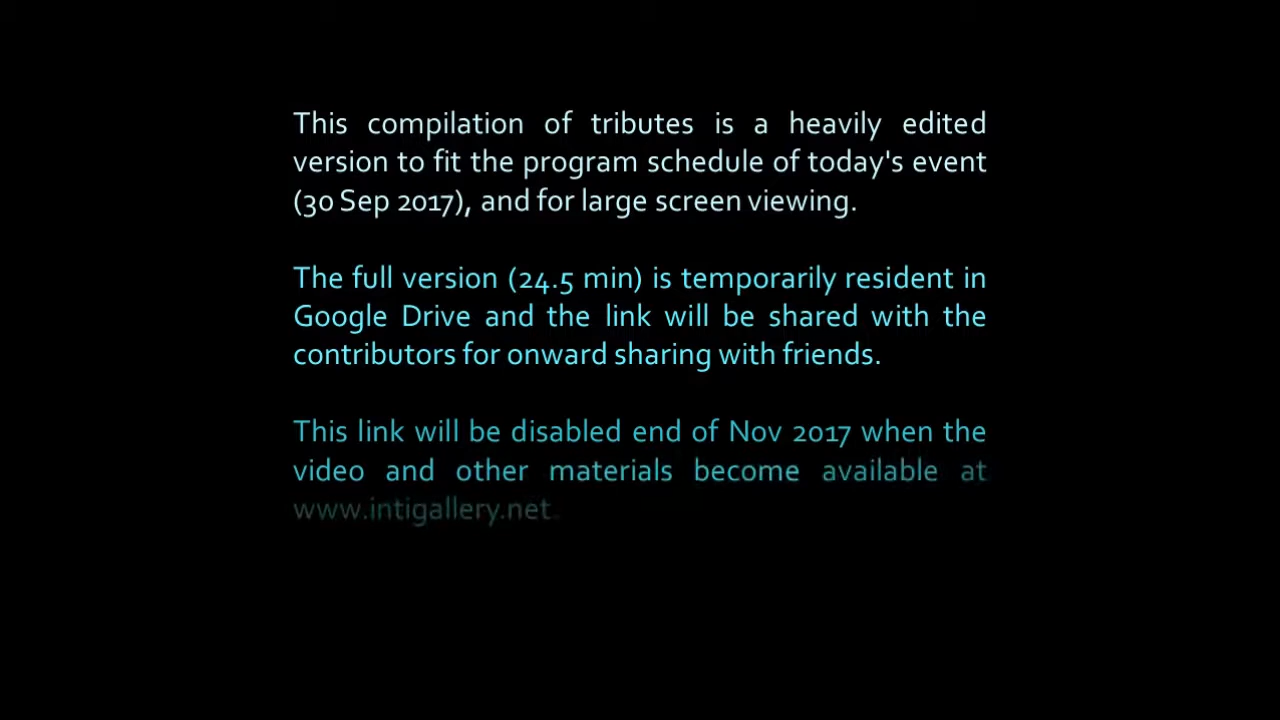 This compilation of tributes is a heavily edited
version to fit the program schedule of today's event
(30 Sep 2017), and for large screen viewing.
The full version (24.5 min) is temporarily resident in
Google Drive and the link will be shared with the
contributors for onward sharing with friends.
This link will be disabled end of Nov 2017 when the
video and other materials become available at
www.intigallery.net.